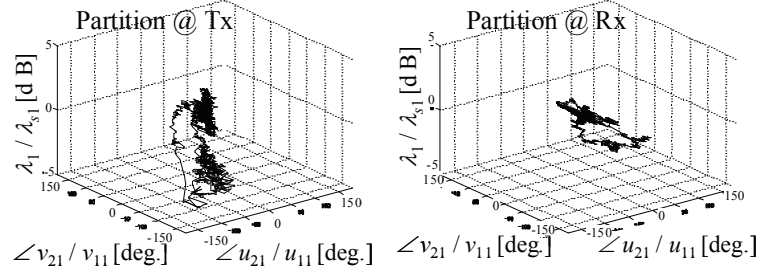 Partition @ Tx
5
0
-5
λ1 / λs1 [d B]
150
0
-150
-150
0
150
∠v21 / v11 [deg.]
∠u21 / u11 [deg.]
Partition @ Rx
5
-5
λ1 / λs1 [d B]
150
0
-150
-150
0
150
∠v21 / v11 [deg.]
∠u21 / u11 [deg.]